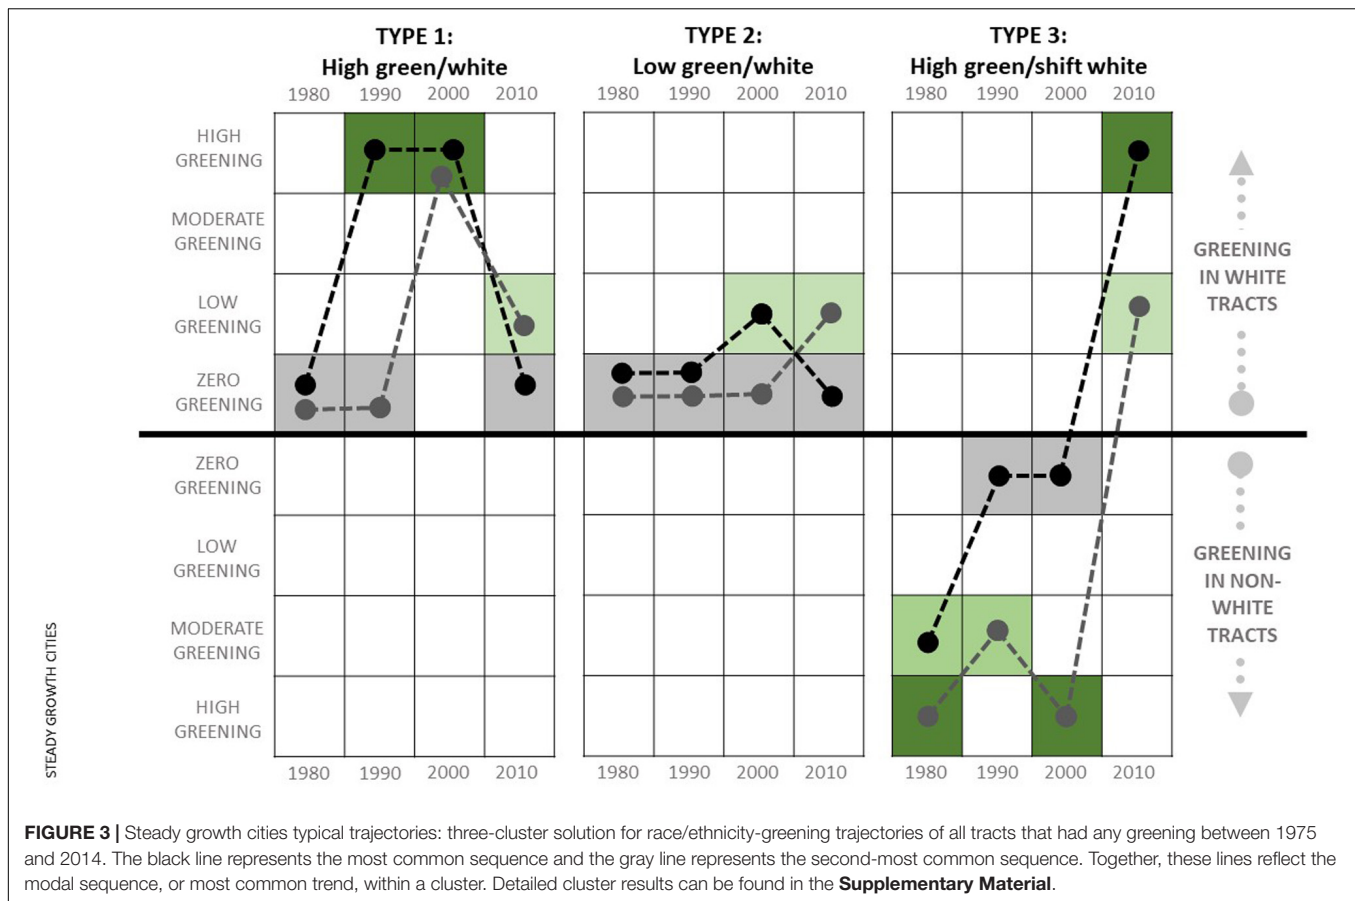 TYPE 1:
High green/white
TYPE 2:
Low green/white
TYPE 3:
High green/shift white
1980 1990 2000 2010
1980 1990 2000 2010
1980 1990 2000 2010
HIGH
GREENING
MODERATE
GREENING
LOW
GREENING
ZERO
GREENING
ZERO
GREENING
LOW
GREENING
MODERATE
GREENING
HIGH
GREENING
GREENING
IN WHITE
TRACTS
GREENING
IN NON-
WHITE
TRACTS
STEADY GROWTH CITIES
1980 1990 2000 2010
1980 1990 2000 2010
1980 1990 2000 2010
FIGURE 3 | Steady growth cities typical trajectories: three-cluster solution for race/ethnicity-greening trajectories of all tracts that had any greening between 1975
and 2014. The black line represents the most common sequence and the gray line represents the second-most common sequence. Together, these lines reflect the
modal sequence, or most common trend, within a cluster. Detailed cluster results can be found in the Supplementary Material.